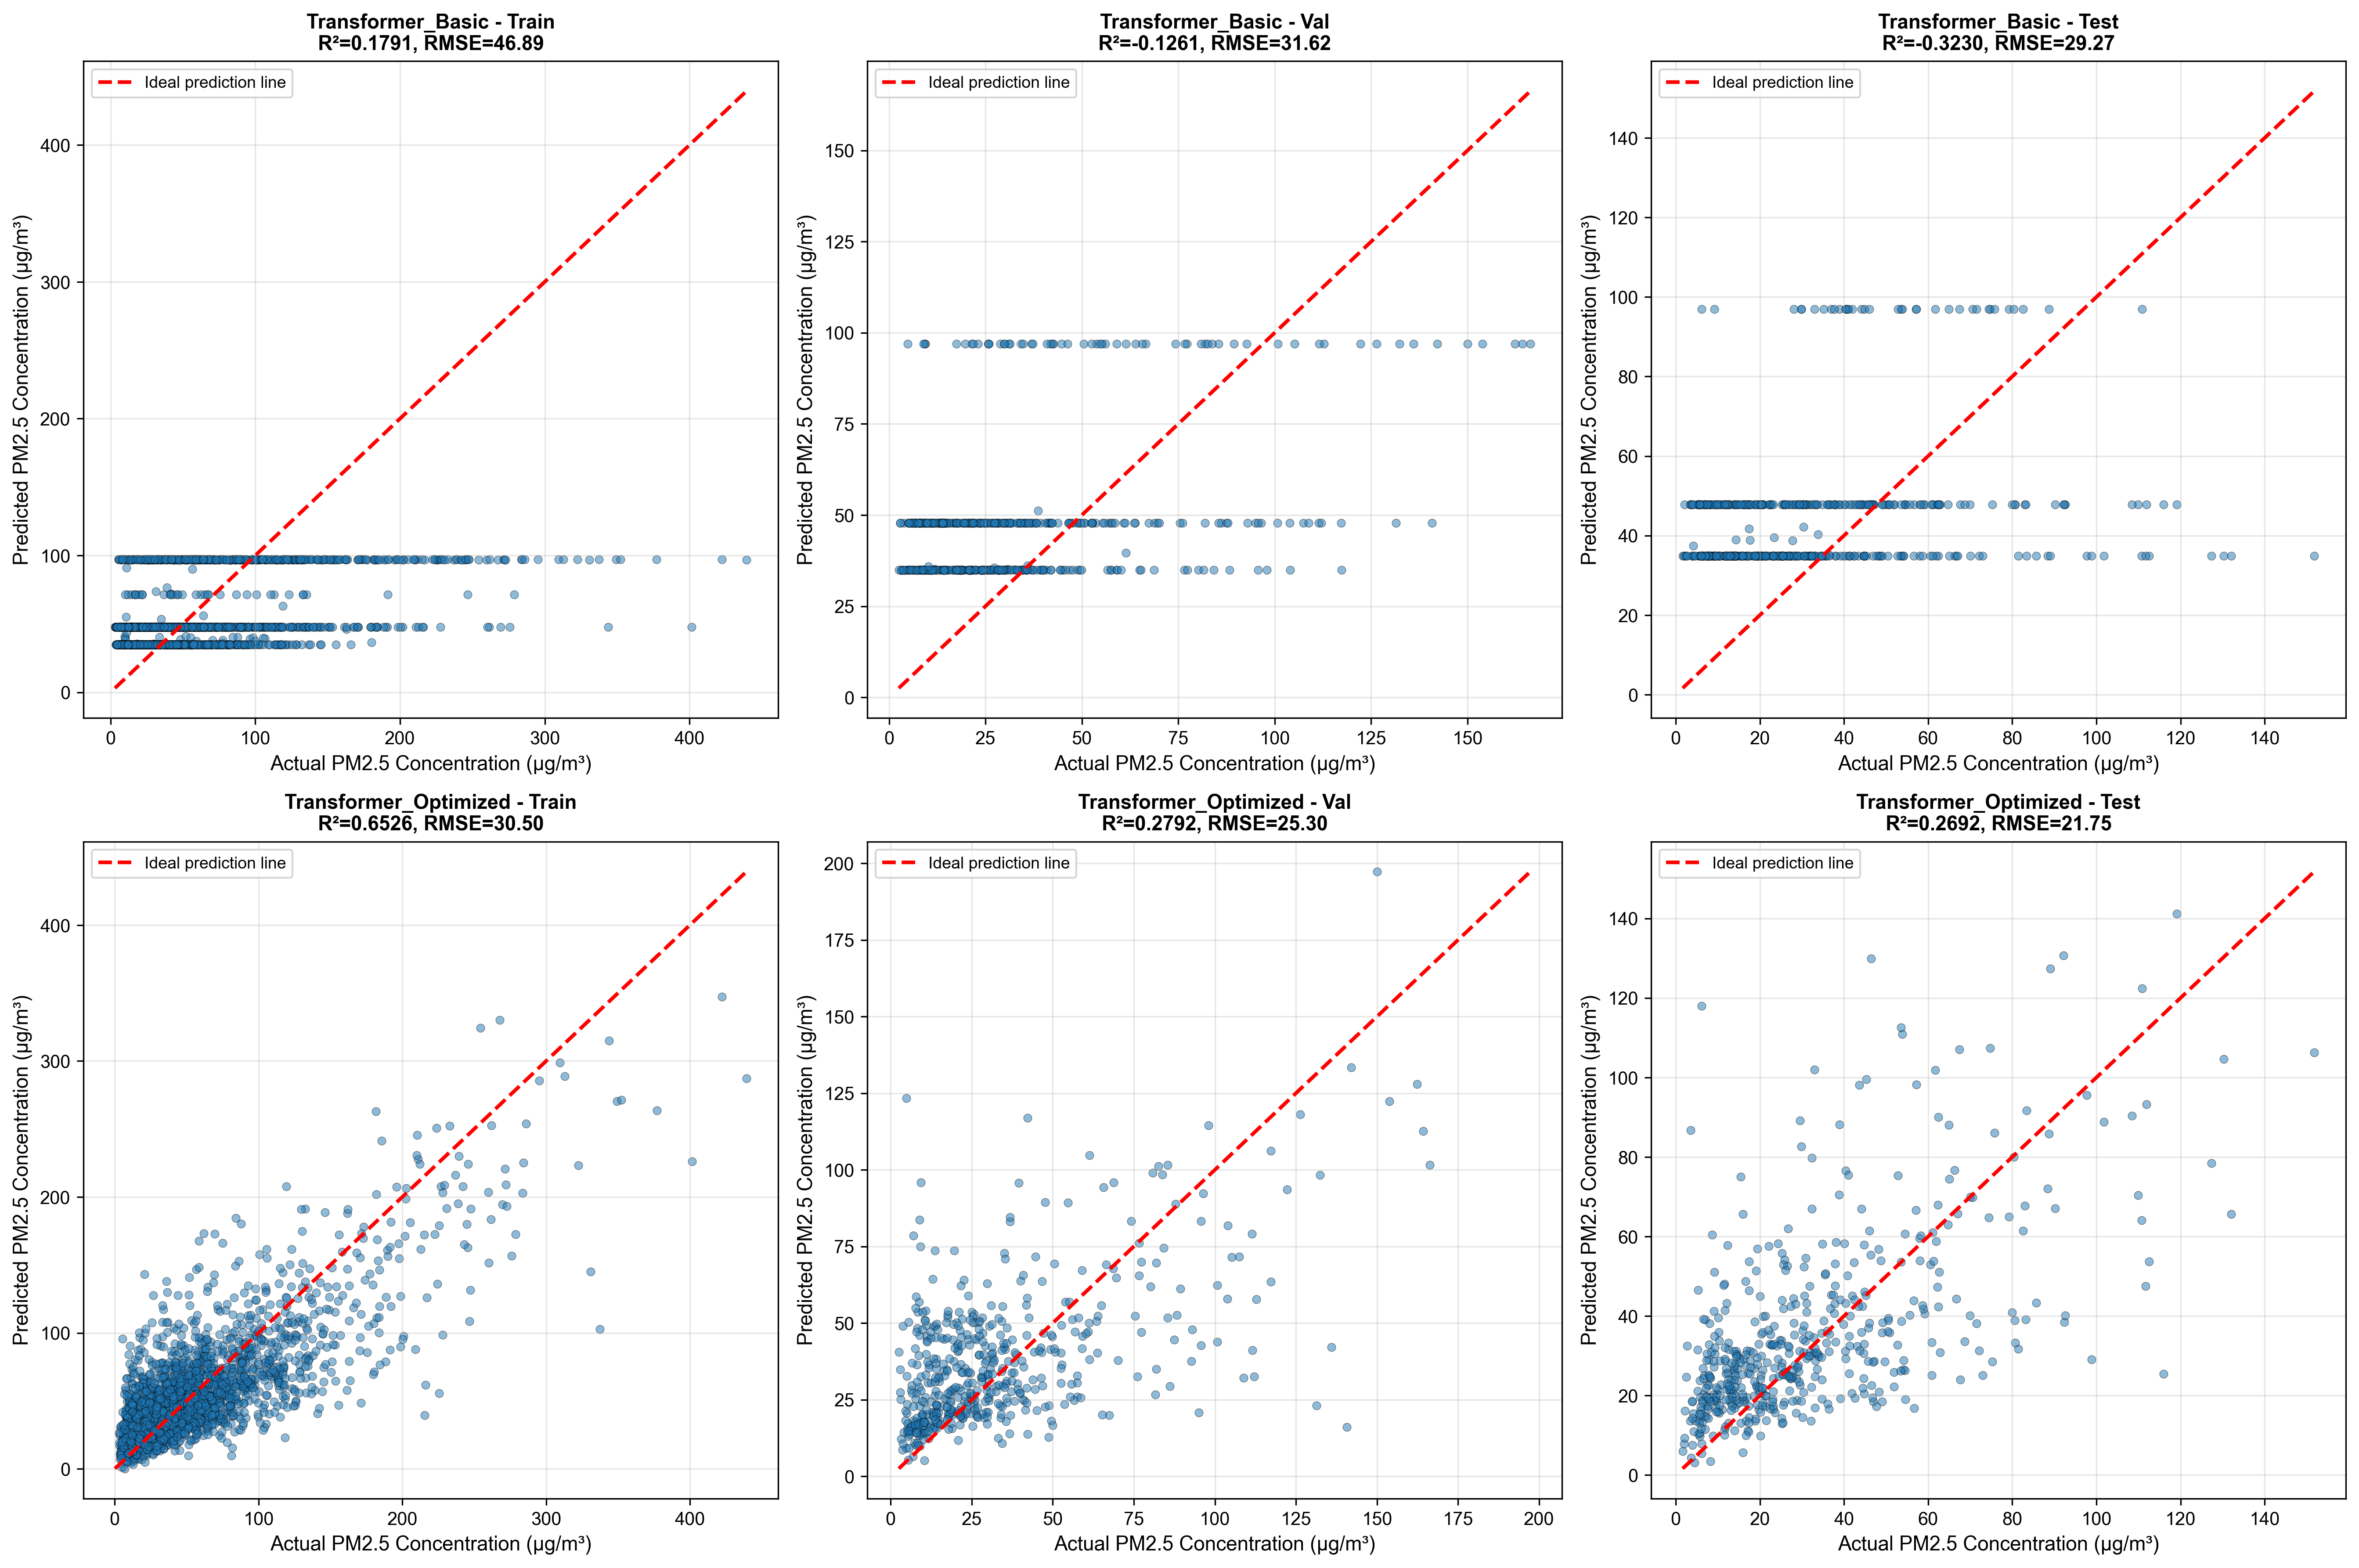 Transformer_Basic - Train
R²=0.1791, RMSE=46.89
Ideal prediction line
Predicted PM2.5 Concentration (μg/m³)
400
300
200
100
0
0 100 200 300 400
Actual PM2.5 Concentration (μg/m³)
Transformer_Basic - Val
R²=-0.1261, RMSE=31.62
Ideal prediction line
Predicted PM2.5 Concentration (μg/m³)
150
125
100
75
50
25
0
0 25 50 75 100 125 150
Actual PM2.5 Concentration (μg/m³)
Transformer_Basic - Test
R²=-0.3230, RMSE=29.27
Ideal prediction line
Predicted PM2.5 Concentration (μg/m³)
140
120
100
80
60
40
20
0
0 20 40 60 80 100 120 140
Actual PM2.5 Concentration (μg/m³)
Transformer_Optimized - Train
R²=0.6526, RMSE=30.50
Ideal prediction line
Predicted PM2.5 Concentration (μg/m³)
400
300
200
100
0
0 100 200 300 400
Actual PM2.5 Concentration (μg/m³)
Transformer_Optimized - Val
R²=0.2792, RMSE=25.30
Ideal prediction line
Predicted PM2.5 Concentration (μg/m³)
200
175
150
125
100
75
50
25
0
0 25 50 75 100 125 150 175 200
Actual PM2.5 Concentration (μg/m³)
Transformer_Optimized - Test
R²=0.2692, RMSE=21.75
Ideal prediction line
Predicted PM2.5 Concentration (μg/m³)
140
120
100
80
60
40
20
0
0 20 40 60 80 100 120 140
Actual PM2.5 Concentration (μg/m³)